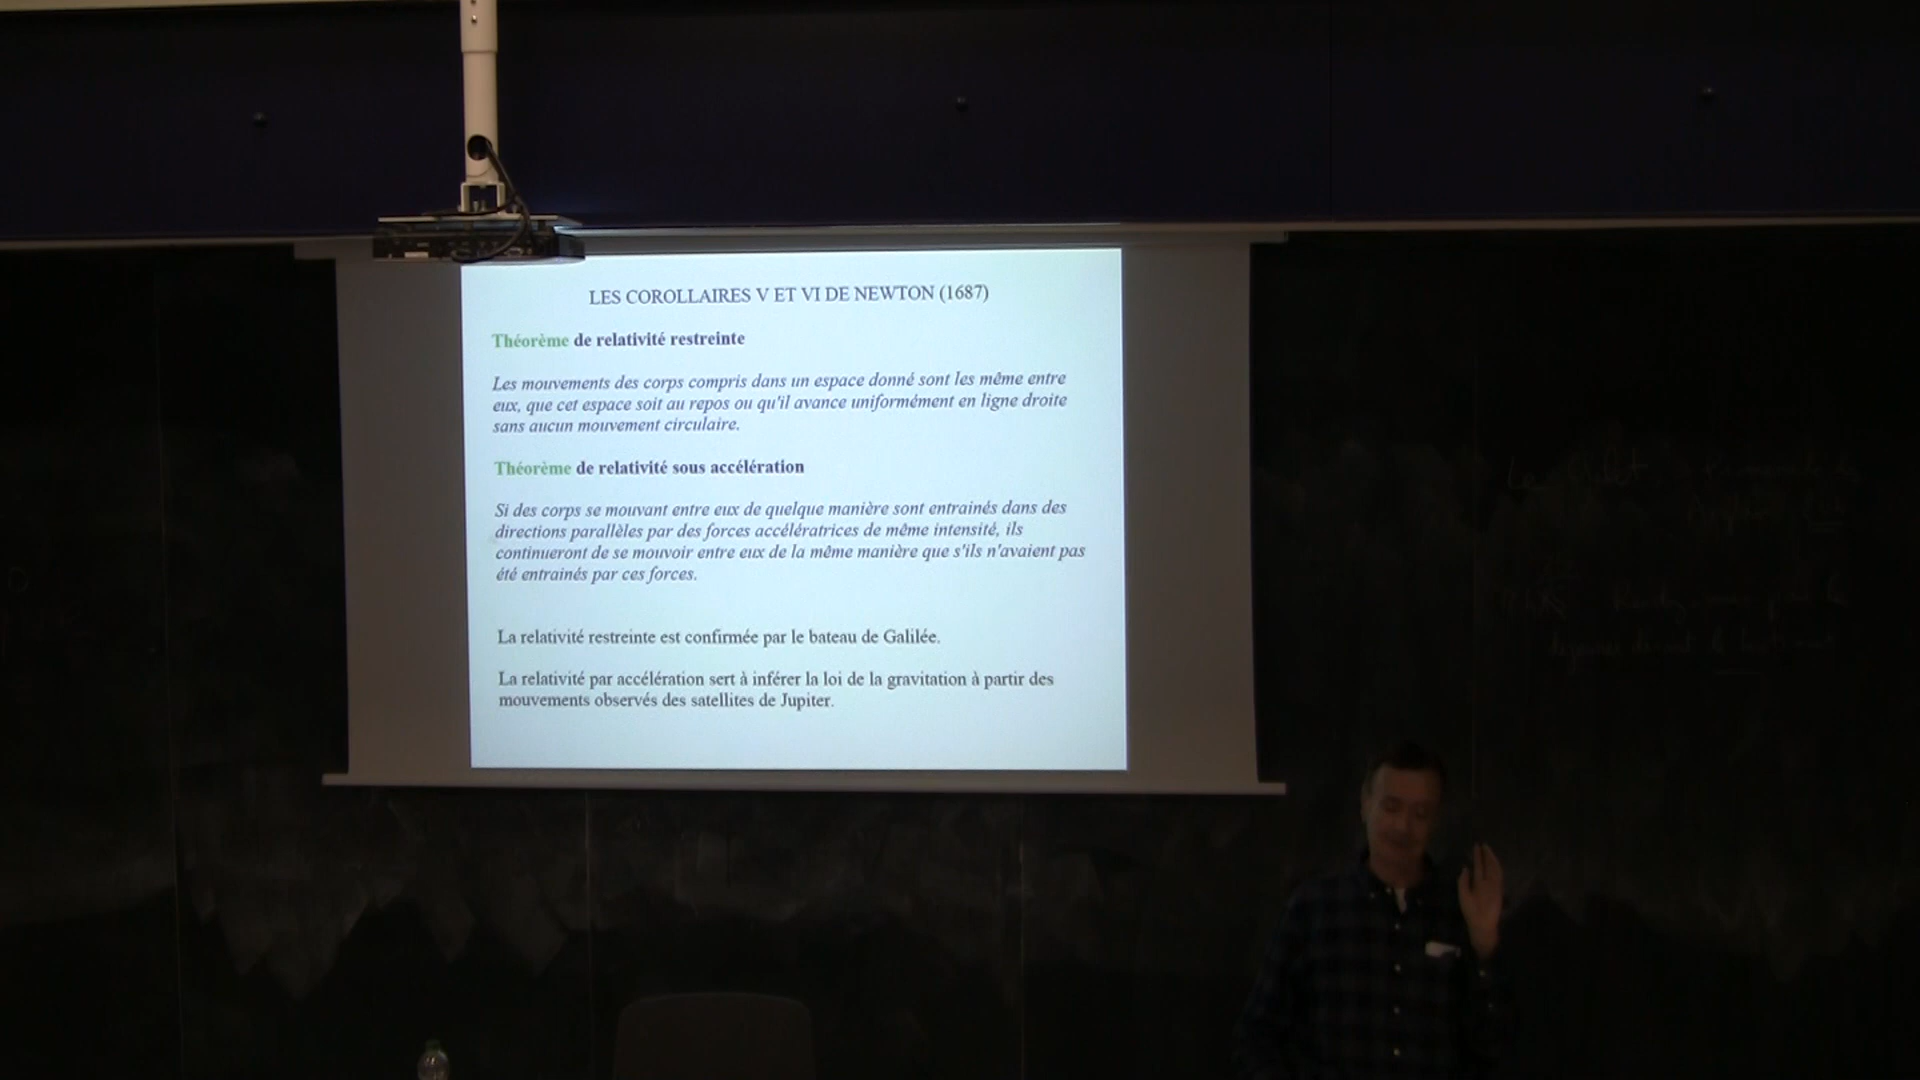 LES COROLLAIRES V ET VI DE NEWTON (1687)
Théorème de relativité restreinte
Les mouvements des corps compris dans un espace donné sont les même entre
eux, que cet espace soit au repos ou qu'il avance uniformément en ligne droite
sans aucun mouvement circulaire.
Théorème de relativité sous accélération
Si des corps se mouvant entre eux de quelque manière sont entrainés dans des
directions parallèles par des forces accélératrices de même intensité, ils
continueront de se mouvoir entre eux de la même manière que s'ils n'avaient pas
été entrainés par ces forces.
La relativité restreinte est confirmée par le bateau de Galilée.
La relativité par accélération sert à inférer la loi de la gravitation à partir des
mouvements observés des satellites de Jupiter.